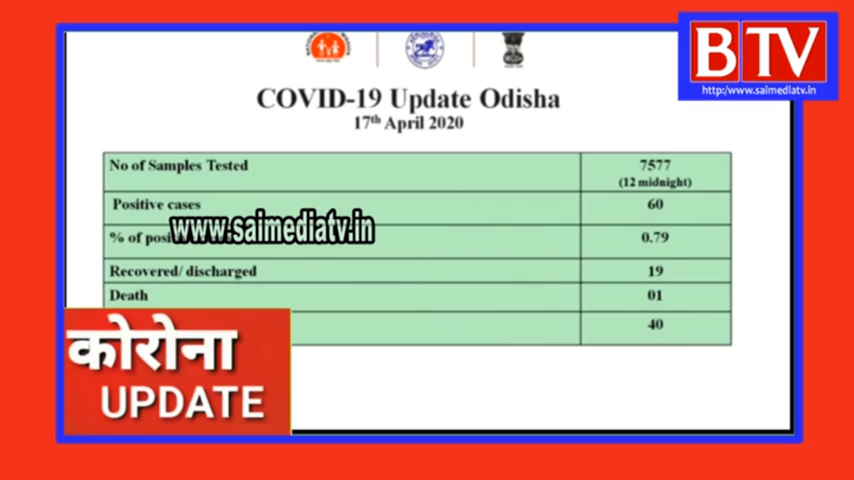 BTV
http:/www.saimediatv.in
COVID-19 Update Odisha
17th April 2020
No of Samples Tested 7577
(12 midnight)
Positive cases 60
www.saimediatv.in
% of 0.79
Recovered/ discharged 19
Death 01
40
कोरोना
UPDATE